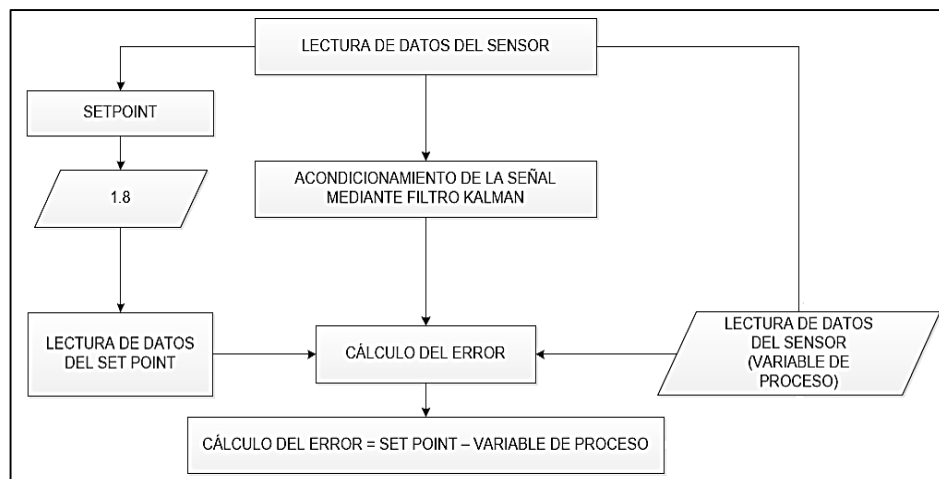 LECTURA DE DATOS DEL SENSOR
SETPOINT
1.8
ACONDICIONAMIENTO DE LA SEÑAL
MEDIANTE FILTRO KALMAN
LECTURA DE DATOS
DEL SET POINT
CÁLCULO DEL ERROR
LECTURA DE DATOS
DEL SENSOR
(VARIABLE DE
PROCESO)
CÁLCULO DEL ERROR = SET POINT – VARIABLE DE PROCESO